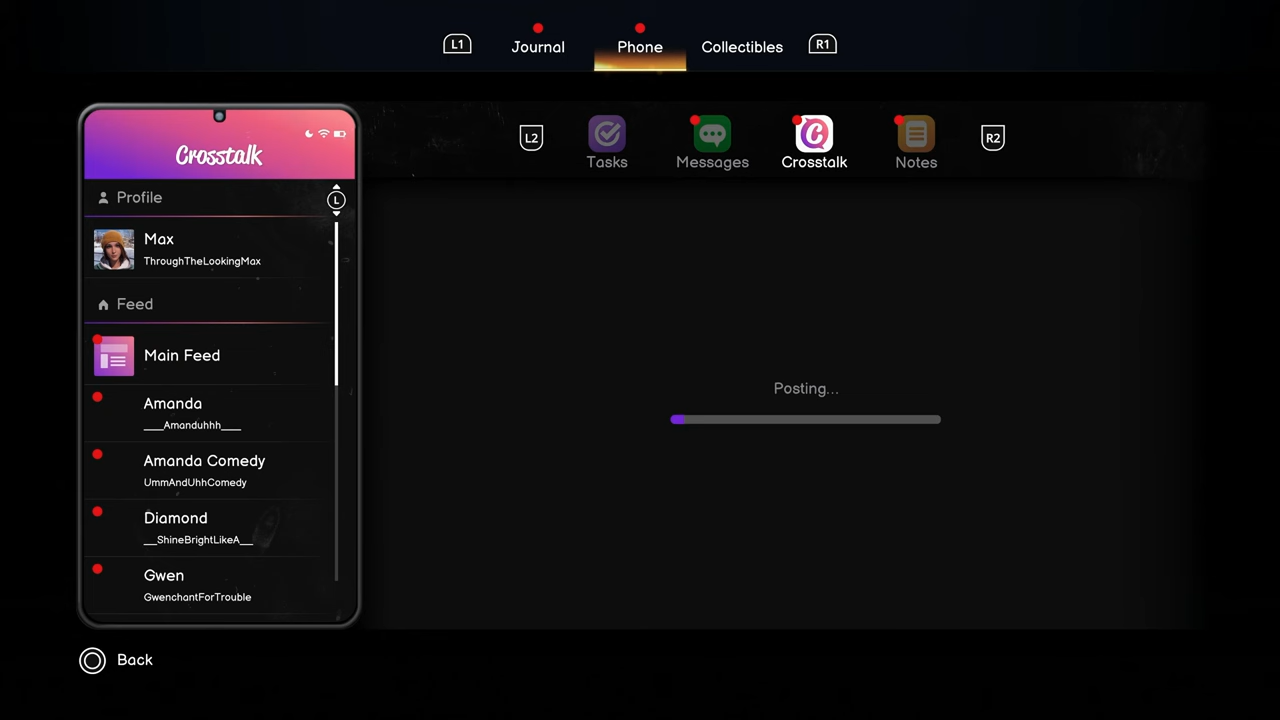 L1
Journal
Phone
Collectibles
R1
Crosstalk
Profile
L
Max
ThroughTheLookingMax
Feed
Main Feed
Amanda
___Amanduhhh____
Amanda Comedy
UmmAndUhhComedy
Diamond
__ShineBrightLikeA__
Gwen
GwenchantForTrouble
L2
Tasks
Messages
Crosstalk
Notes
R2
Posting...
Back